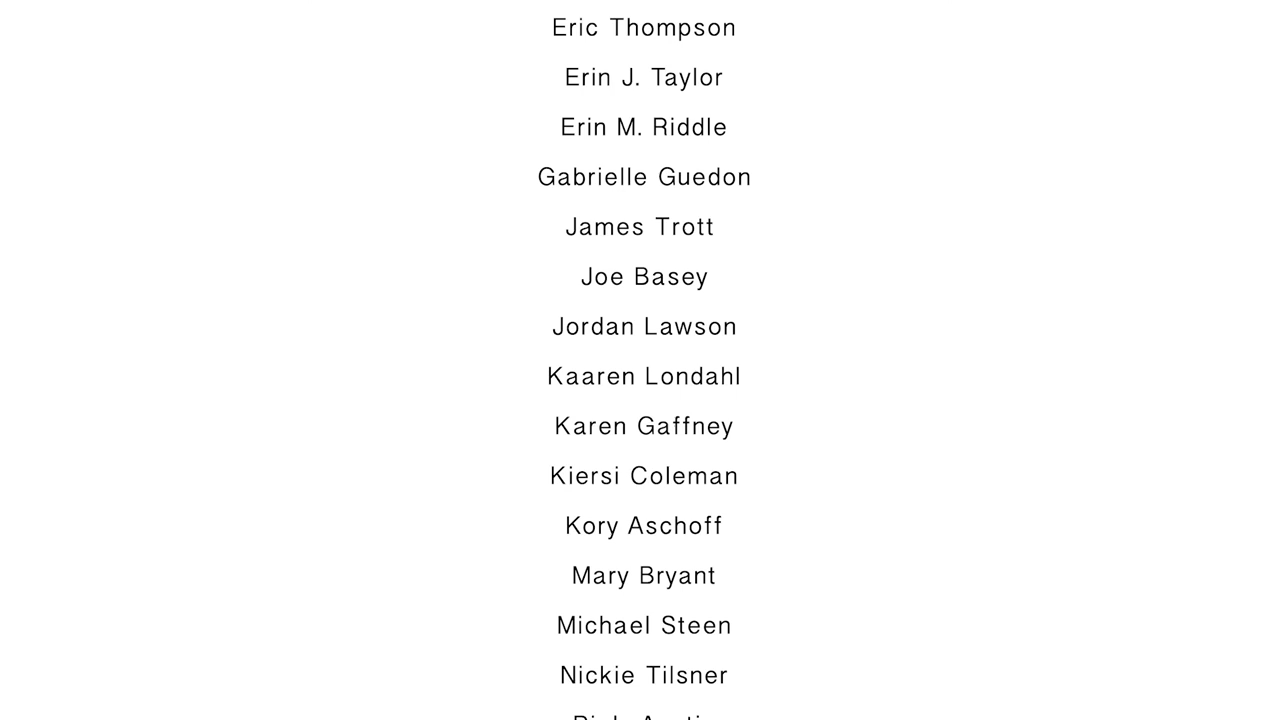 Eric Thompson
Erin J. Taylor
Erin M. Riddle
Gabrielle Guedon
James Trott
Joe Basey
Jordan Lawson
Kaaren Londahl
Karen Gaffney
Kiersi Coleman
Kory Aschoff
Mary Bryant
Michael Steen
Nickie Tilsner